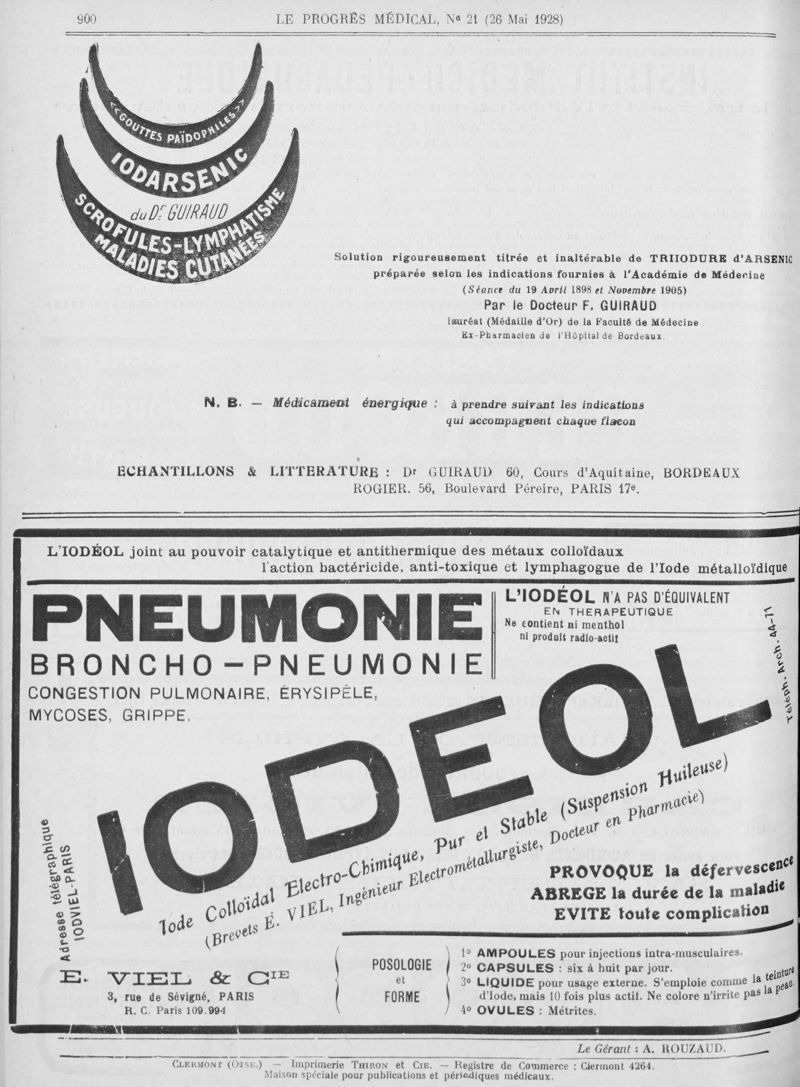 900
LE PROGRÈS MÉDICAL, No 21 (26 Mai 1928)
<<GOUTTES PAÏDOPHILES>>
IODARSENIC
du Dr GUIRAUD
SCROFULES-LYMPHATISME
MALADIES CUTANÉES
Solution rigoureusement titrée et inaltérable de TRIIODURE d'ARSENIC
préparée selon les indications fournies à l'Académie de Médecine
(Séance du 19 Avril 1898 et Novembre 1905)
Par le Docteur F. GUIRAUD
lauréat (Médaille d'Or) de la Faculté de Médecine
Ex-Pharmacien de l'Hôpital de Bordeaux.
N. B. — Médicament énergique : à prendre suivant les indications
qui accompagnent chaque flacon
ECHANTILLONS & LITTERATURE : Dr GUIRAUD 60, Cours d'Aquitaine, BORDEAUX
ROGIER. 56, Boulevard Péreire, PARIS 17e.
L'IODÉOL joint au pouvoir catalytique et antithermique des métaux colloïdaux
l'action bactéricide, anti-toxique et lymphagogue de l'Iode métalloïdique
PNEUMONIE
BRONCHO-PNEUMONIE
CONGESTION PULMONAIRE, ÉRYSIPÈLE,
MYCOSES, GRIPPE.
L'IODÉOL N'A PAS D'ÉQUIVALENT
EN THERAPEUTIQUE
Ne contient ni menthol
ni produit radio-actif
Téléph. Arch. 44-71
IODEOL
Iode Colloïdal Electro-Chimique, Pur et Stable (Suspension Huileuse)
(Brevets E. VIEL, Ingénieur Electrométallurgiste, Docteur en Pharmacie)
PROVOQUE la défervescence
ABREGE la durée de la maladie
EVITE toute complication
Adresse télégraphique
IODVIEL-PARIS
E. VIEL & CIE
3, rue de Sévigné, PARIS
R. C. Paris 109.994
POSOLOGIE
et
FORME
1o AMPOULES pour injections intra-musculaires.
2o CAPSULES : six à huit par jour.
3o LIQUIDE pour usage externe. S'emploie comme la teinture
d'Iode, mais 10 fois plus actif. Ne colore n'irrite pas la peau.
4o OVULES : Métrites.
Le Gérant : A. ROUZAUD.
CLERMONT (OISE.) — Imprimerie THIRON et CIE. — Registre de Commerce : Clermont 4264.
Maison spéciale pour publications et périodiques médicaux.